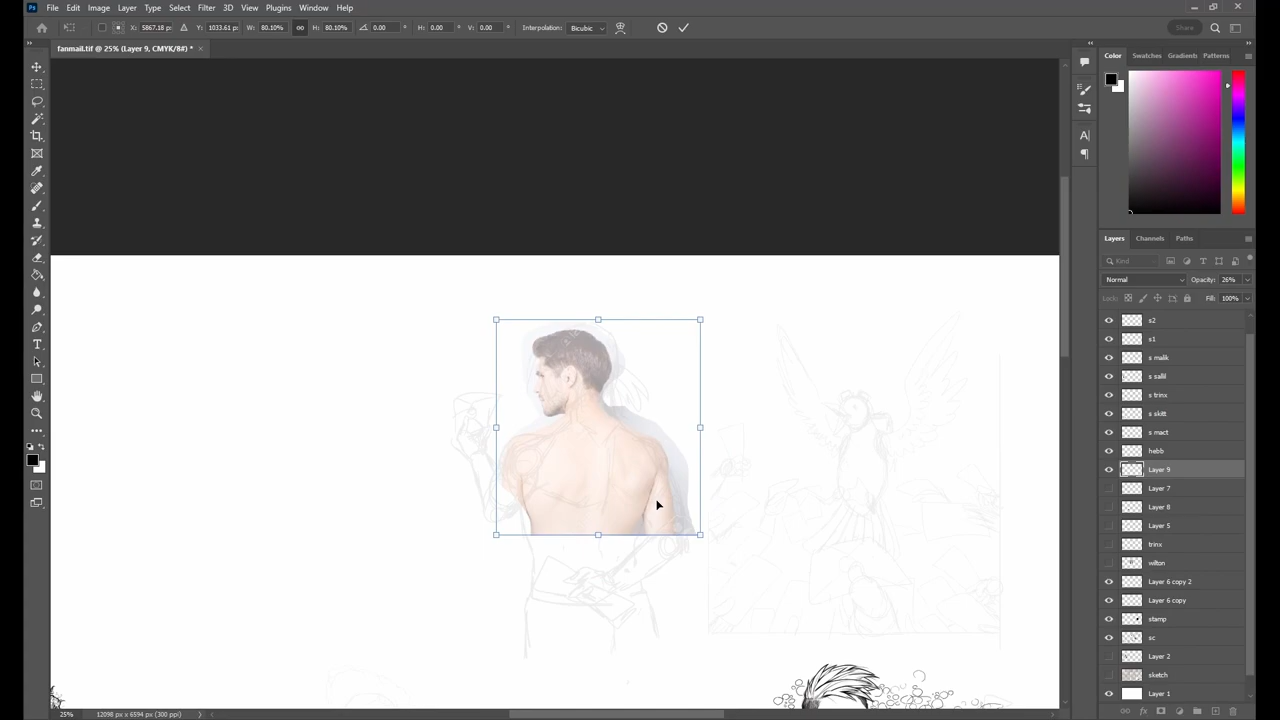 Ps File Edit Image Layer Type Select Filter 3D View Plugins Window Help
X: 5867.18 p Y: 1033.61 p W: 80.10% H: 80.10% 0.00 ° H: 0.00 ° V: 0.00 ° Interpolation: Bicubic Share
fanmail.tif @ 25% (Layer 9, CMYK/8#) * ×
Color Swatches Gradients Patterns
Layers Channels Paths
Kind
Normal Opacity: 26%
Lock: Fill: 100%
s2
s1
s malik
s sallil
s trinx
s skitt
s mact
hebb
Layer 9
Layer 7
Layer 8
Layer 5
trinx
wilton
Layer 6 copy 2
Layer 6 copy
stamp
sc
Layer 2
sketch
Layer 1
25% 12098 px x 6594 px (300 ppi)